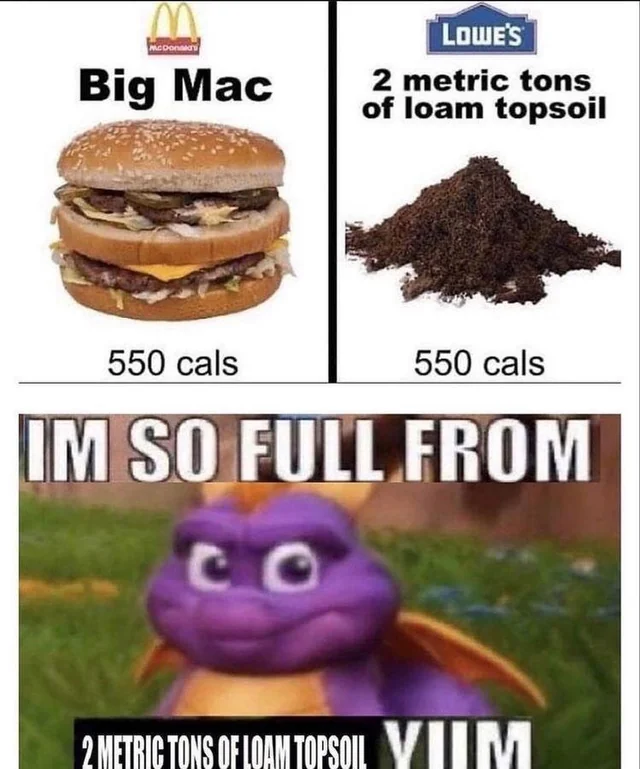 McDonald's
LOWE'S
Big Mac
2 metric tons
of loam topsoil
550 cals
550 cals
IM SO FULL FROM
2 METRIC TONS OF LOAM TOPSOIL YUM